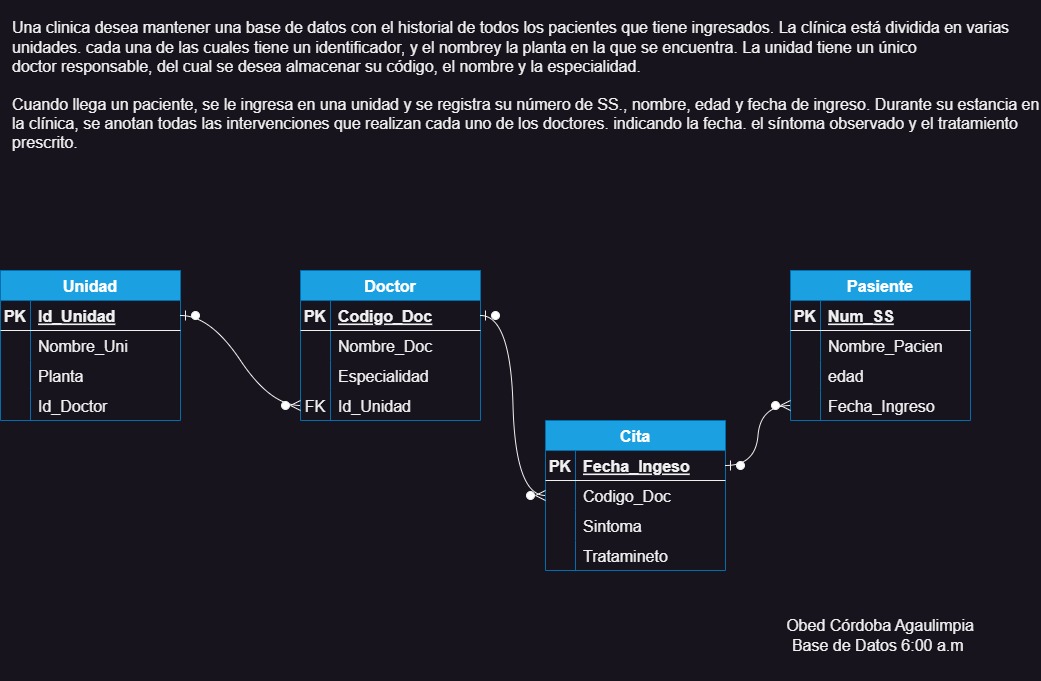 Una clinica desea mantener una base de datos con el historial de todos los pacientes que tiene ingresados. La clínica está dividida en varias
unidades. cada una de las cuales tiene un identificador, y el nombrey la planta en la que se encuentra. La unidad tiene un único
doctor responsable, del cual se desea almacenar su código, el nombre y la especialidad.
Cuando llega un paciente, se le ingresa en una unidad y se registra su número de SS., nombre, edad y fecha de ingreso. Durante su estancia en
la clínica, se anotan todas las intervenciones que realizan cada uno de los doctores. indicando la fecha. el síntoma observado y el tratamiento
prescrito.
Unidad
PK Id_Unidad
Nombre_Uni
Planta
Id_Doctor
Doctor
PK Codigo_Doc
Nombre_Doc
Especialidad
FK Id_Unidad
Cita
PK Fecha_Ingeso
Codigo_Doc
Sintoma
Tratamineto
Pasiente
PK Num_SS
Nombre_Pacien
edad
Fecha_Ingreso
Obed Córdoba Agaulimpia
Base de Datos 6:00 a.m